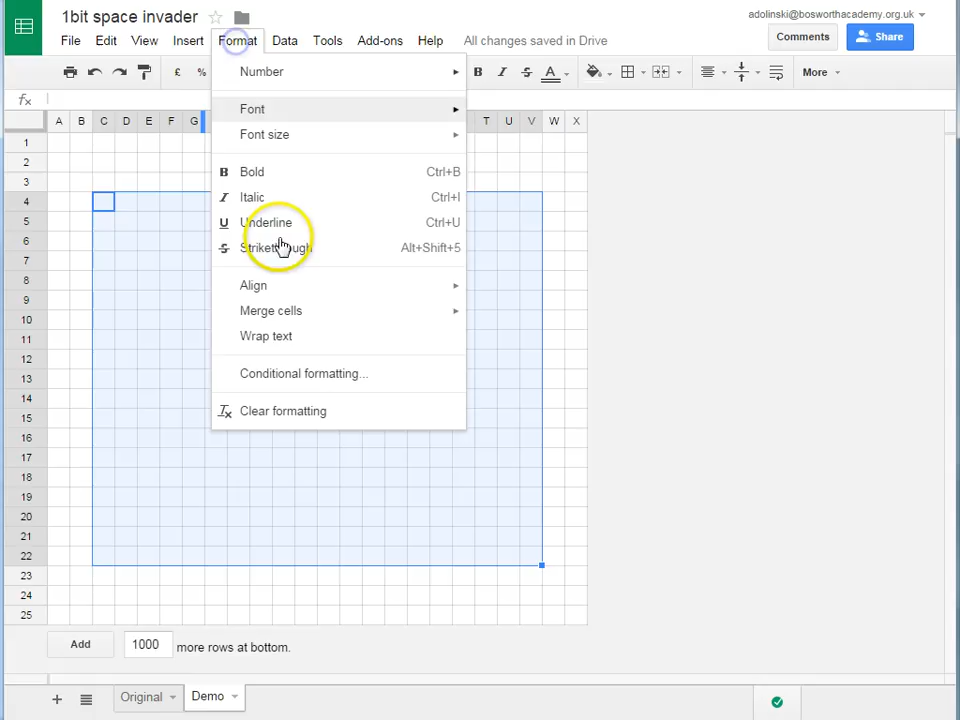 1bit space invader
adolinski@bosworthacademy.org.uk
File Edit View Insert Format Data Tools Add-ons Help All changes saved in Drive
Comments
Share
£ % B I S A More
fx
A B C D E F G T U V W X
1
2
3
4
5
6
7
8
9
10
11
12
13
14
15
16
17
18
19
20
21
22
23
24
25
Number
Font
Font size
B Bold Ctrl+B
I Italic Ctrl+I
U Underline Ctrl+U
S Strikethrough Alt+Shift+5
Align
Merge cells
Wrap text
Conditional formatting...
Clear formatting
Add 1000 more rows at bottom.
+ Original Demo